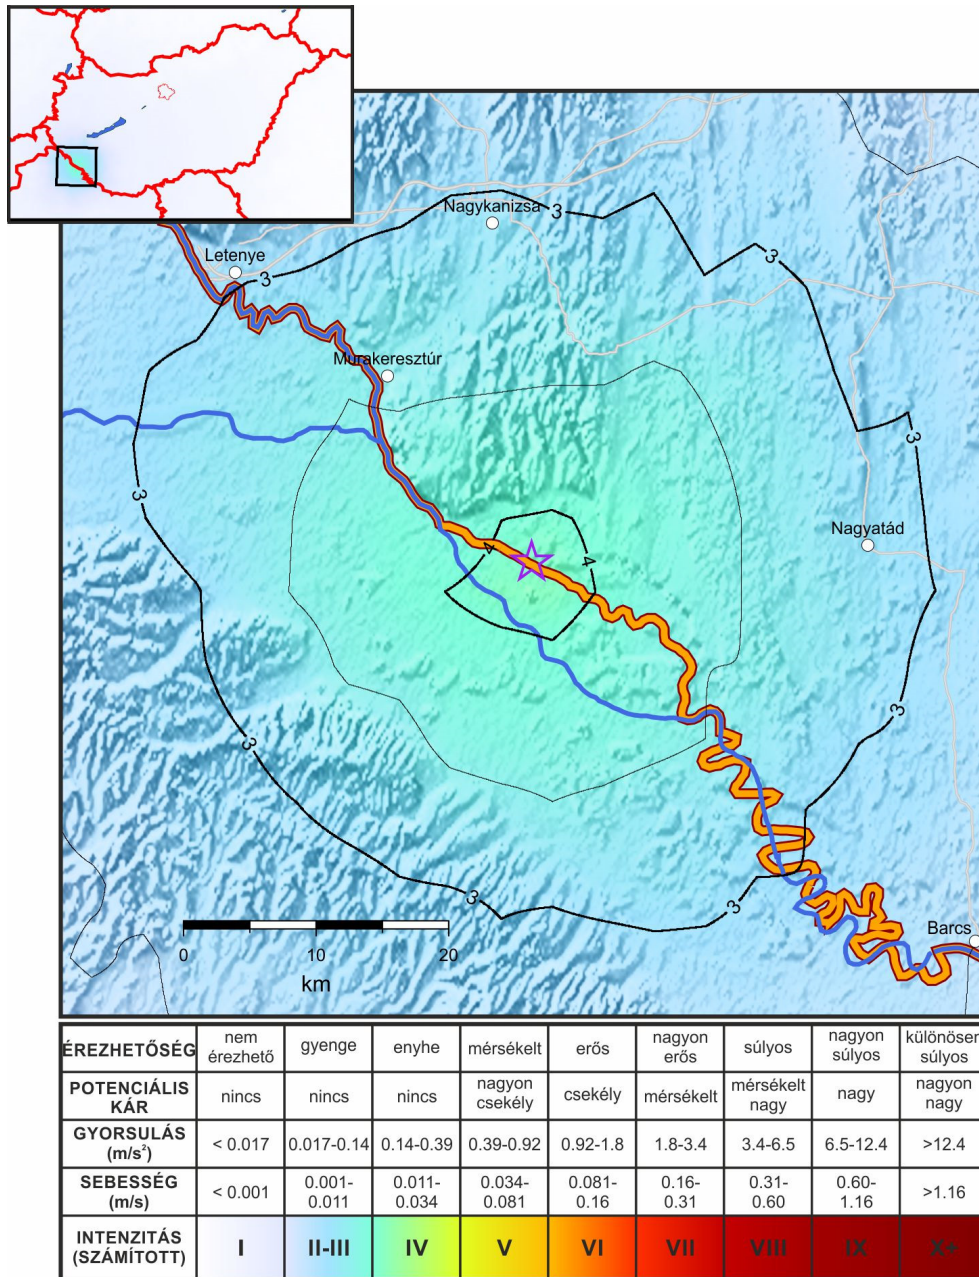 Nagykanizsa
3
Letenye
3
3
Murakeresztúr
3
3
Nagyatád
4
4
3
3
3
3
Barcs
0
10
20
km
ÉREZHETŐSÉG
nem
érezhető
gyenge
enyhe
mérsékelt
erős
nagyon
erős
súlyos
nagyon
súlyos
különösen
súlyos
POTENCIÁLIS
KÁR
nincs
nincs
nincs
nagyon
csekély
csekély
mérsékelt
mérsékelt
nagy
nagy
nagyon
nagy
GYORSULÁS
(m/s²)
< 0.017
0.017-0.14
0.14-0.39
0.39-0.92
0.92-1.8
1.8-3.4
3.4-6.5
6.5-12.4
>12.4
SEBESSÉG
(m/s)
< 0.001
0.001-
0.011
0.011-
0.034
0.034-
0.081
0.081-
0.16
0.16-
0.31
0.31-
0.60
0.60-
1.16
>1.16
INTENZITÁS
(SZÁMÍTOTT)
I
II-III
IV
V
VI
VII
VIII
IX
X+